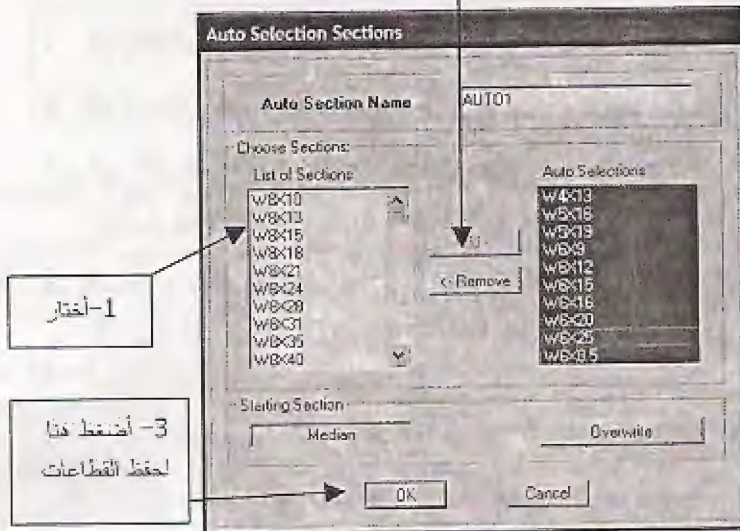 Auto Selection Sections
Auto Section Name
AUTO1
Choose Sections:
List of Sections
W8X10
W8X13
W8X15
W8X18
W8X21
W8X24
W8X28
W8X31
W8X35
W8X40
<- Remove
Auto Selections
W4X13
W5X16
W5X19
W6X9
W6X12
W6X15
W6X16
W6X20
W6X25
W6X8.5
1-أختار
3- أضغط هنا
لحفظ القطاعات
Starting Section
Median
Overwrite
OK
Cancel